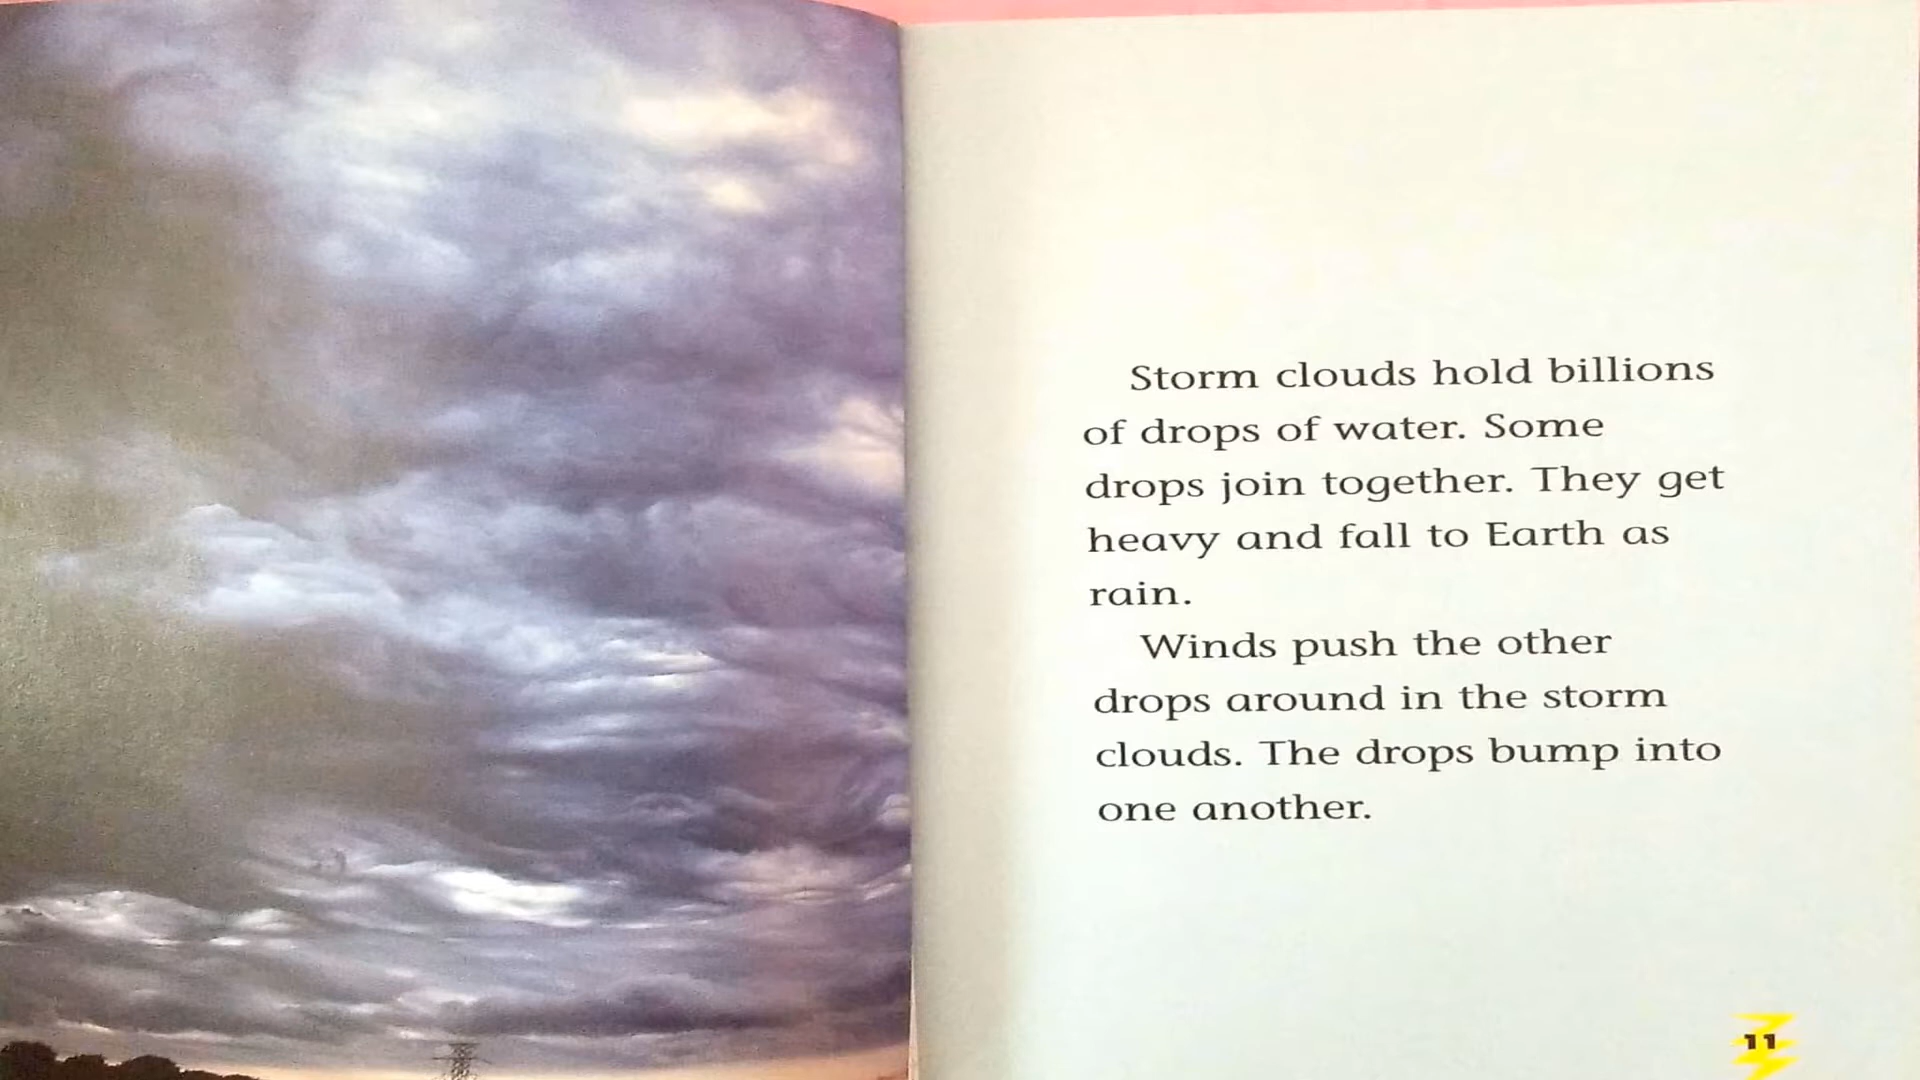 Storm clouds hold billions
of drops of water. Some
drops join together. They get
heavy and fall to Earth as
rain.
Winds push the other
drops around in the storm
clouds. The drops bump into
one another.
11